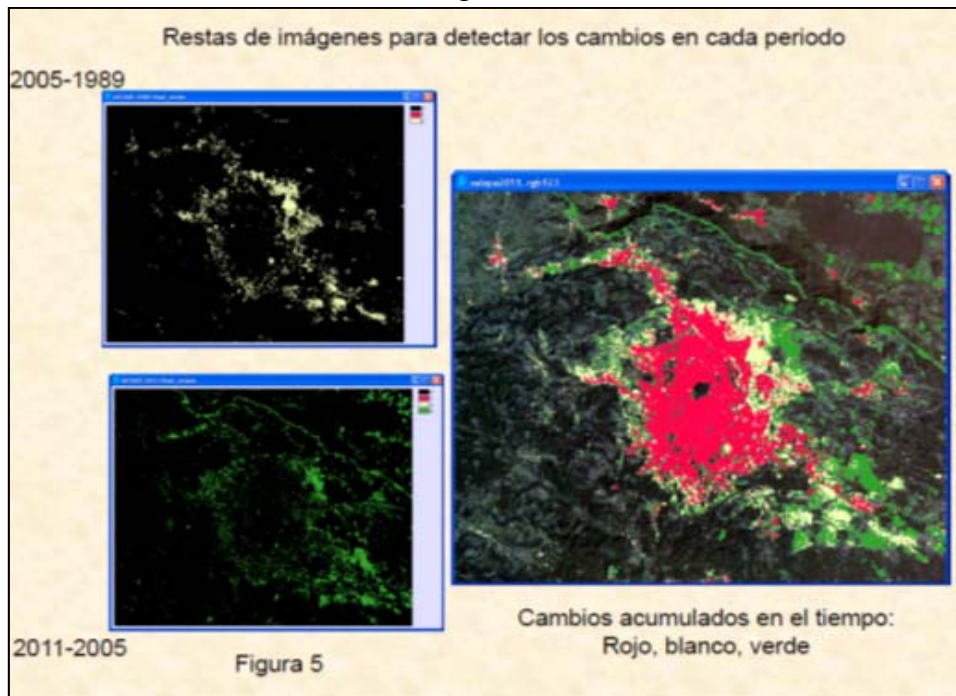 Restas de imágenes para detectar los cambios en cada periodo
2005-1989
2011-2005
Figura 5
Cambios acumulados en el tiempo:
Rojo, blanco, verde